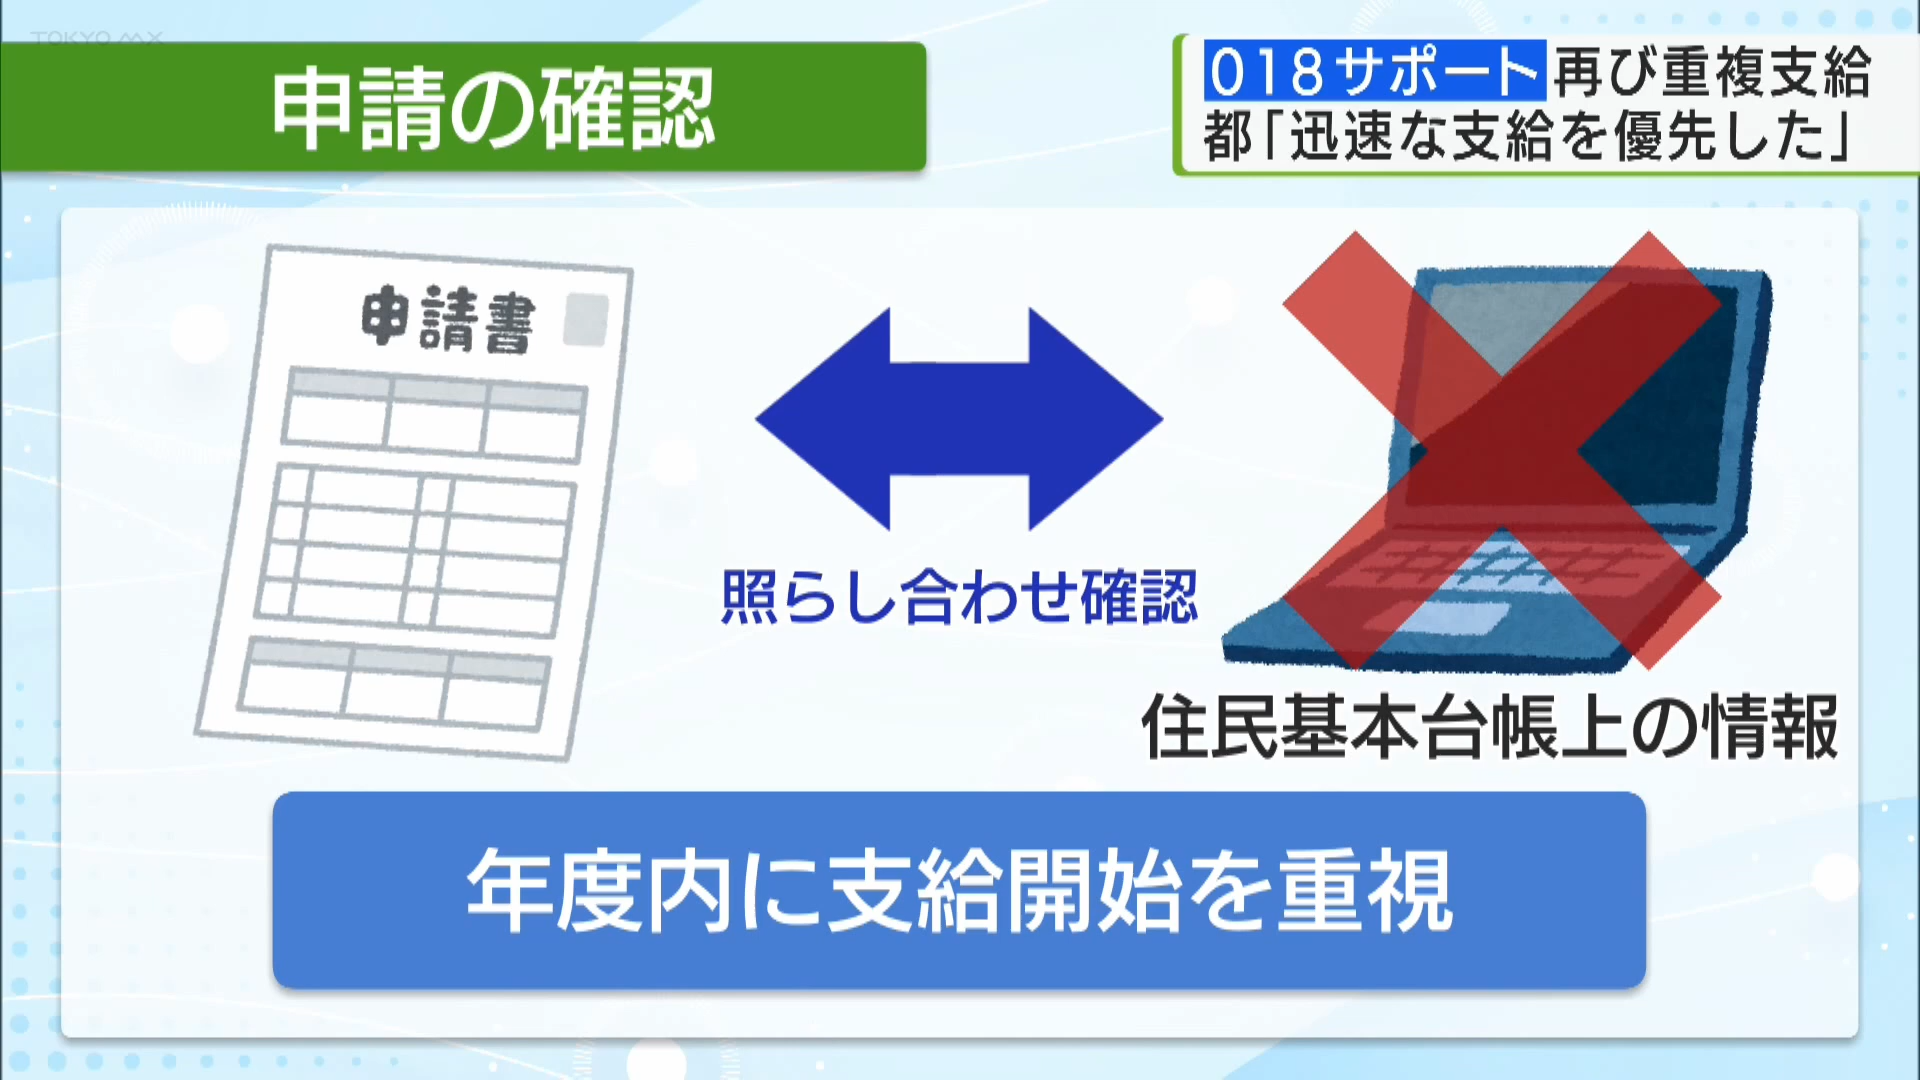 TOKYO MX
申請の確認
018サポート 再び重複支給
都「迅速な支給を優先した」
申請書
照らし合わせ確認
住民基本台帳上の情報
年度内に支給開始を重視